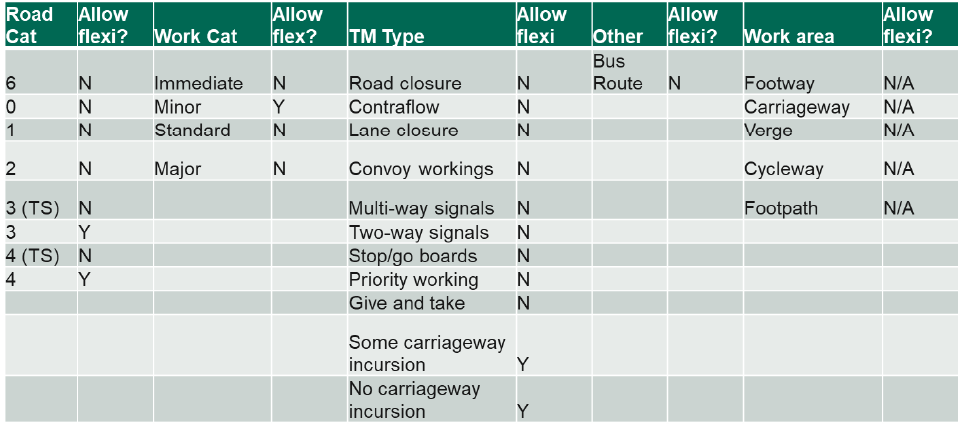 Road Cat Allow flexi? Work Cat Allow flex? TM Type Allow flexi Other Allow flexi? Work area Allow flexi?
6 N Immediate N Road closure N Bus Route N Footway N/A
0 N Minor Y Contraflow N Carriageway N/A
1 N Standard N Lane closure N Verge N/A
2 N Major N Convoy workings N Cycleway N/A
3 (TS) N Multi-way signals N Footpath N/A
3 Y Two-way signals N
4 (TS) N Stop/go boards N
4 Y Priority working N
Give and take N
Some carriageway incursion Y
No carriageway incursion Y